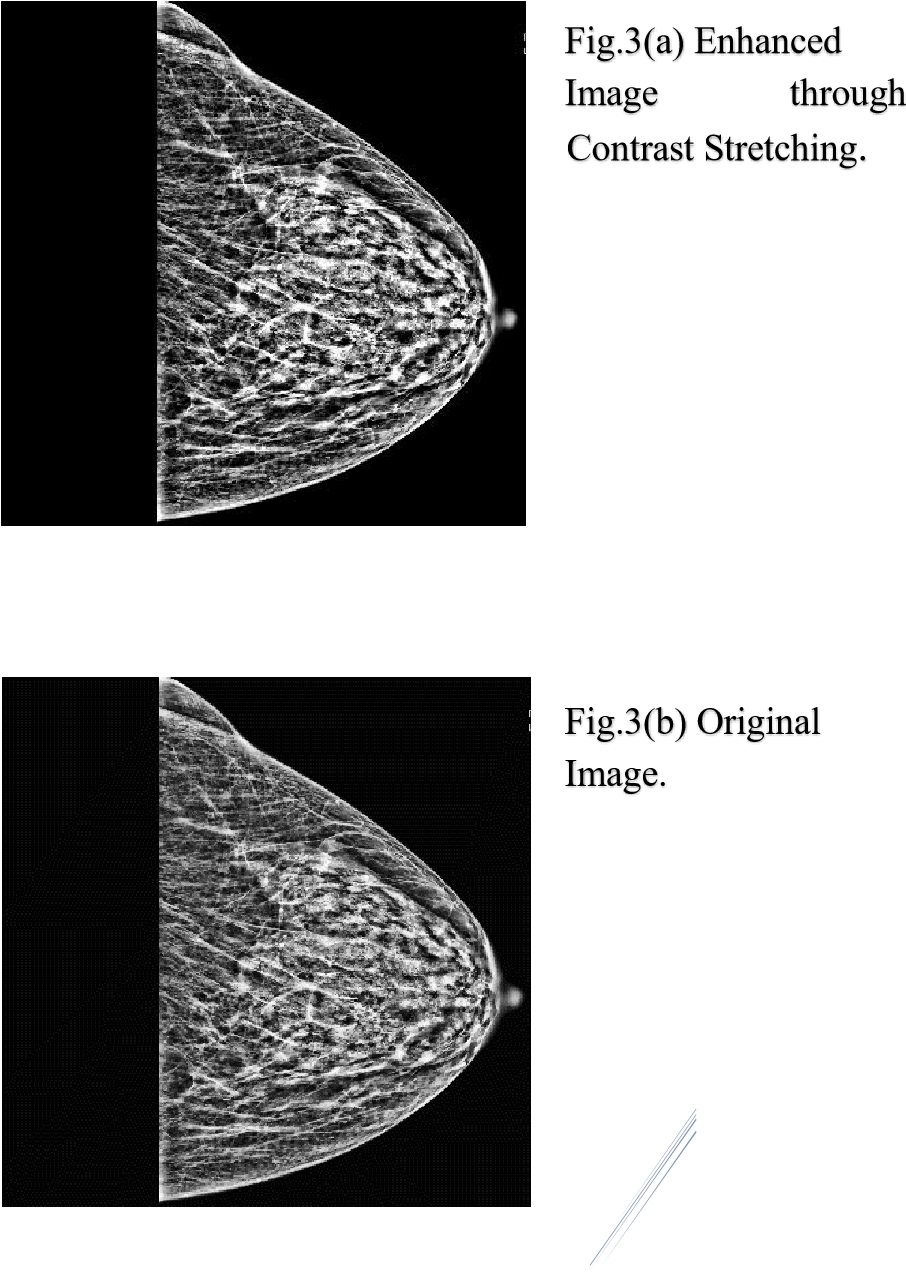 Fig.3(a) Enhanced
Image through
Contrast Stretching.
Fig.3(b) Original
Image.